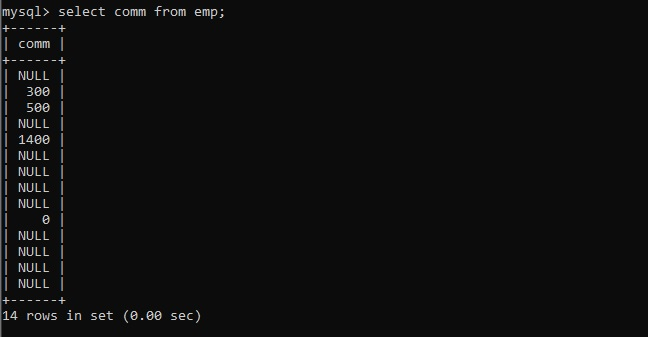 mysql> select comm from emp;
+------+
| comm |
+------+
| NULL |
|  300 |
|  500 |
| NULL |
| 1400 |
| NULL |
| NULL |
| NULL |
| NULL |
|    0 |
| NULL |
| NULL |
| NULL |
| NULL |
+------+
14 rows in set (0.00 sec)